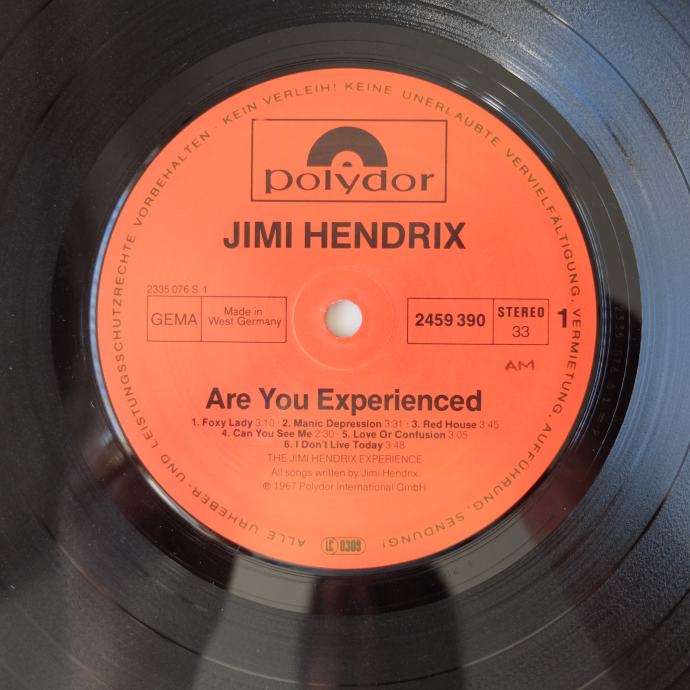 ALLE URHEBER- UND LEISTUNGSSCHUTZRECHTE VORBEHALTEN · KEIN VERLEIH! KEINE UNERLAUBTE VERVIELFÄLTIGUNG, VERMIETUNG, AUFFÜHRUNG, SENDUNG!
polydor
JIMI HENDRIX
2335 076 S. 1
GEMA
Made in
West Germany
2459 390
STEREO
33
1
AM
Are You Experienced
1. Foxy Lady 3:10 · 2. Manic Depression 3:31 · 3. Red House 3:45
4. Can You See Me 2:30 · 5. Love Or Confusion 3:05
6. I Don't Live Today 3:48
THE JIMI HENDRIX EXPERIENCE
All songs written by Jimi Hendrix
℗ 1967 Polydor International GmbH
LC 0309